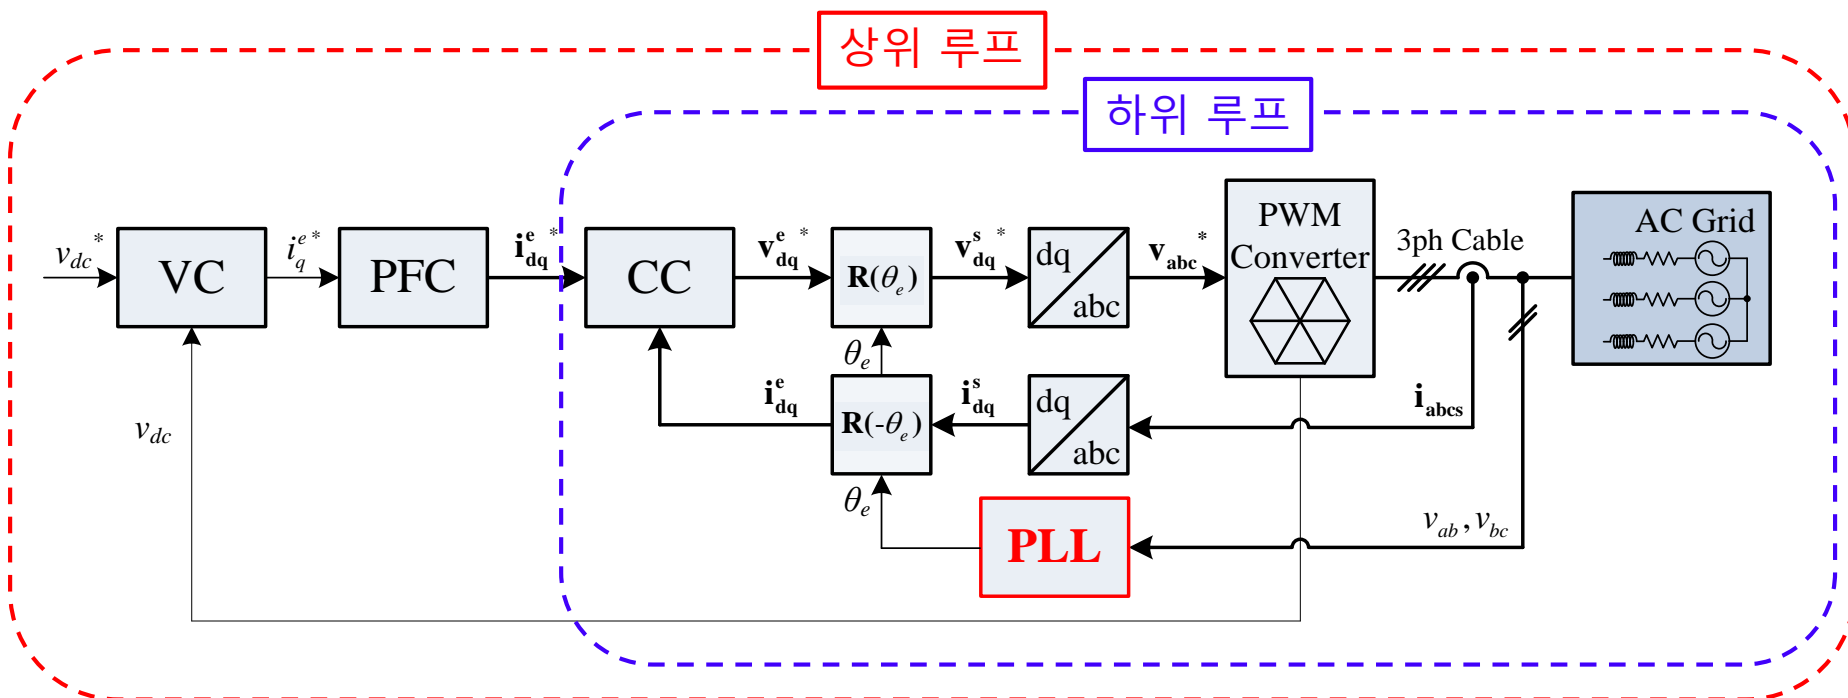 상위 루프
하위 루프
v_dc^*
VC
i_q^e*
PFC
i_dq^e*
CC
v_dq^e*
R(θ_e)
v_dq^s*
dq
abc
v_abc^*
PWM
Converter
3ph Cable
AC Grid
θ_e
i_dq^e
R(-θ_e)
i_dq^s
dq
abc
i_abcs
v_dc
θ_e
PLL
v_ab, v_bc